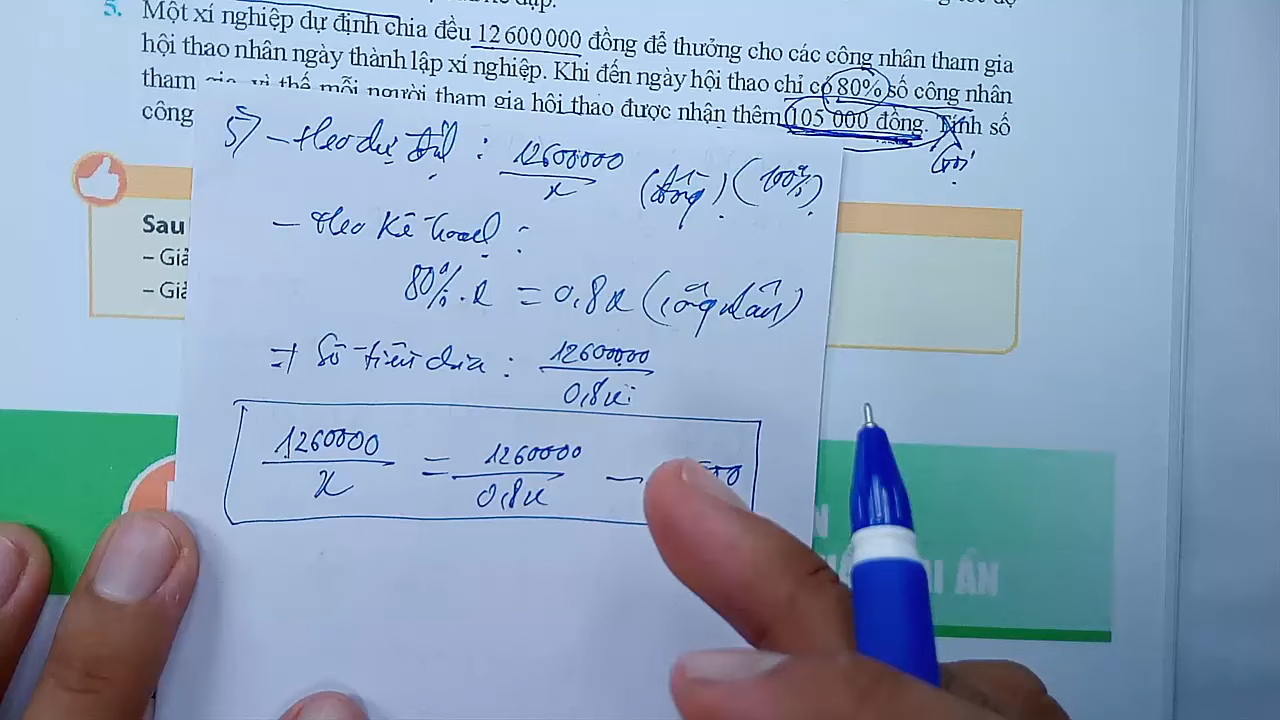 5. Một xí nghiệp dự định chia đều 12 600 000 đồng để thưởng cho các công nhân tham gia
hội thao nhân ngày thành lập xí nghiệp. Khi đến ngày hội thao chỉ có 80% số công nhân
tham gia, vì thế mỗi người tham gia hội thao được nhận thêm 105 000 đồng. Tính số
công
5) - theo dự định : 12600000 / x (đồng) (100%)
- theo kế hoạch :
80% . x = 0,8x (công nhân)
=> Số tiền chia : 12600000 / 0,8x
1260000 / x = 1260000 / 0,8x -
Sau
– Giả
– Giả
ẨN